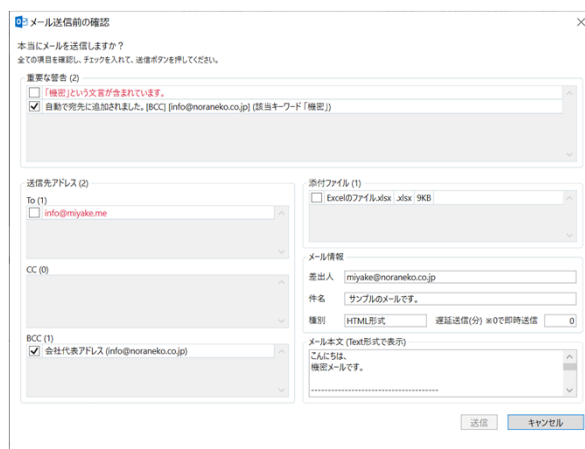 メール送信前の確認
本当にメールを送信しますか？
全ての項目を確認し、チェックを入れて、送信ボタンを押してください。
重要な警告 (2)
「機密」という文言が含まれています。
自動で宛先に追加されました。[BCC] [info@noraneko.co.jp] (該当キーワード「機密」)
送信先アドレス (2)
To (1)
info@miyake.me
CC (0)
BCC (1)
会社代表アドレス (info@noraneko.co.jp)
添付ファイル (1)
Excelのファイル.xlsx .xlsx 9KB
メール情報
差出人 miyake@noraneko.co.jp
件名 サンプルのメールです。
種別 HTML形式 遅延送信(分) ※0で即時送信 0
メール本文 (Text形式で表示)
こんにちは、
機密メールです。
------------------------------------
送信 キャンセル